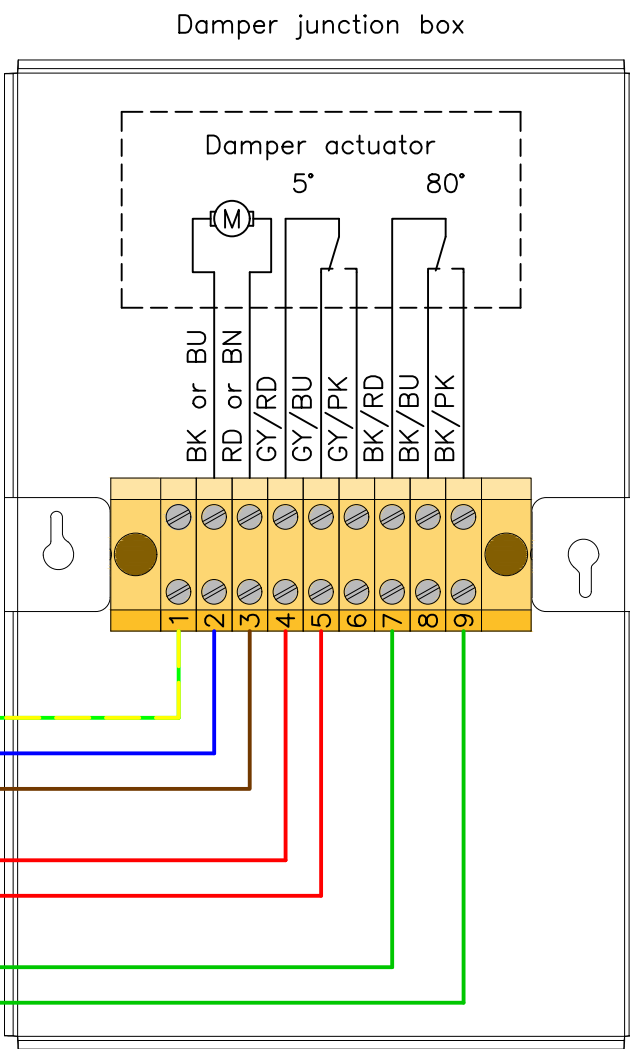 Damper junction box
Damper actuator
5° 80°
M
BK or BU
RD or BN
GY/RD
GY/BU
GY/PK
BK/RD
BK/BU
BK/PK
1 2 3 4 5 6 7 8 9